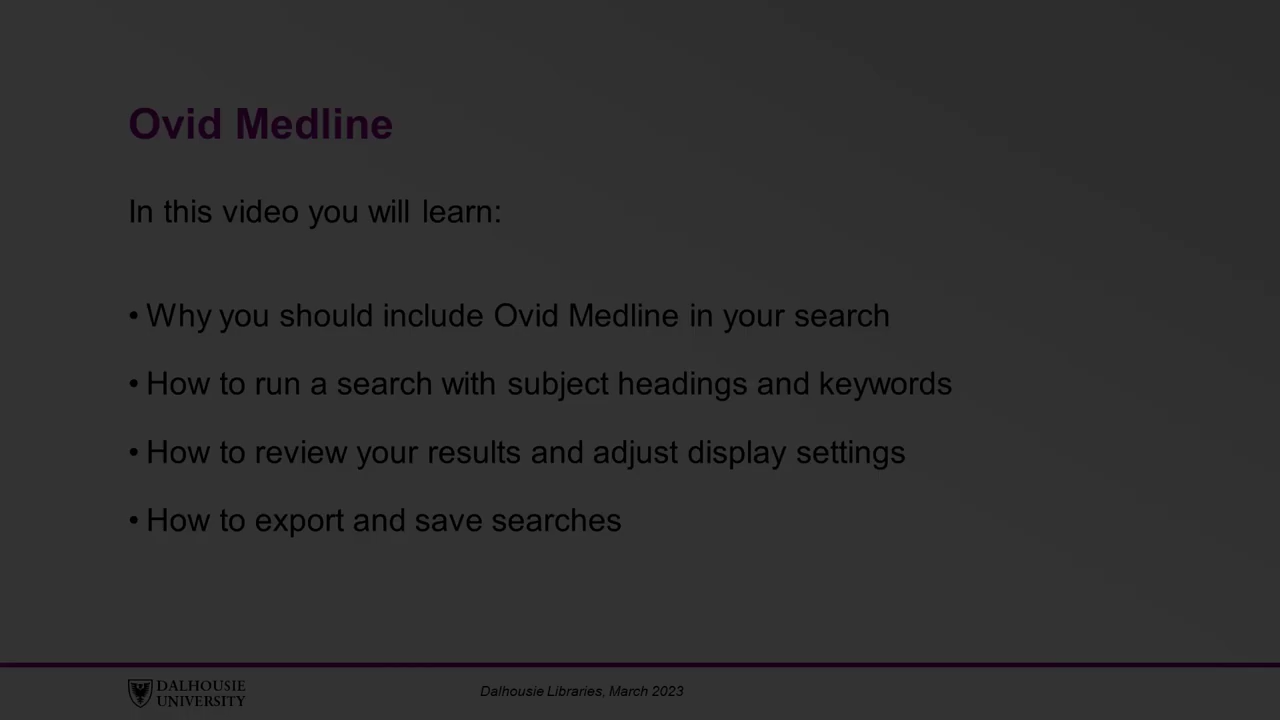 Ovid Medline
In this video you will learn:
• Why you should include Ovid Medline in your search
• How to run a search with subject headings and keywords
• How to review your results and adjust display settings
• How to export and save searches
DALHOUSIE
UNIVERSITY
Dalhousie Libraries, March 2023